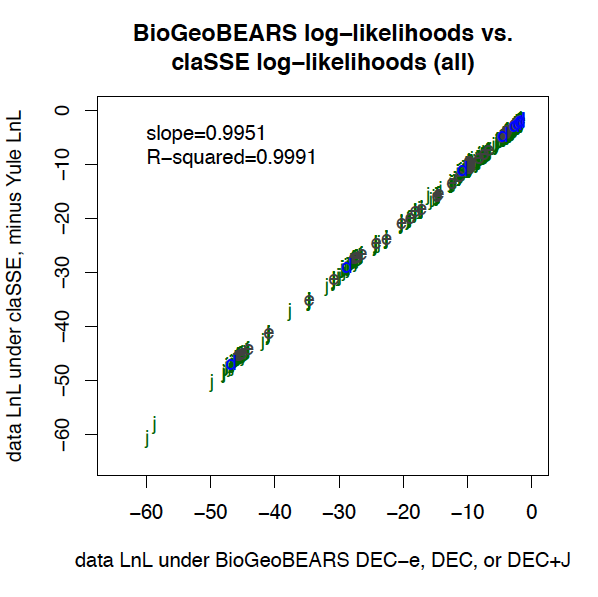 BioGeoBEARS log−likelihoods vs.
claSSE log−likelihoods (all)
data LnL under claSSE, minus Yule LnL
slope=0.9951
R−squared=0.9991
0
−10
−20
−30
−40
−50
−60
−60 −50 −40 −30 −20 −10 0
data LnL under BioGeoBEARS DEC−e, DEC, or DEC+J